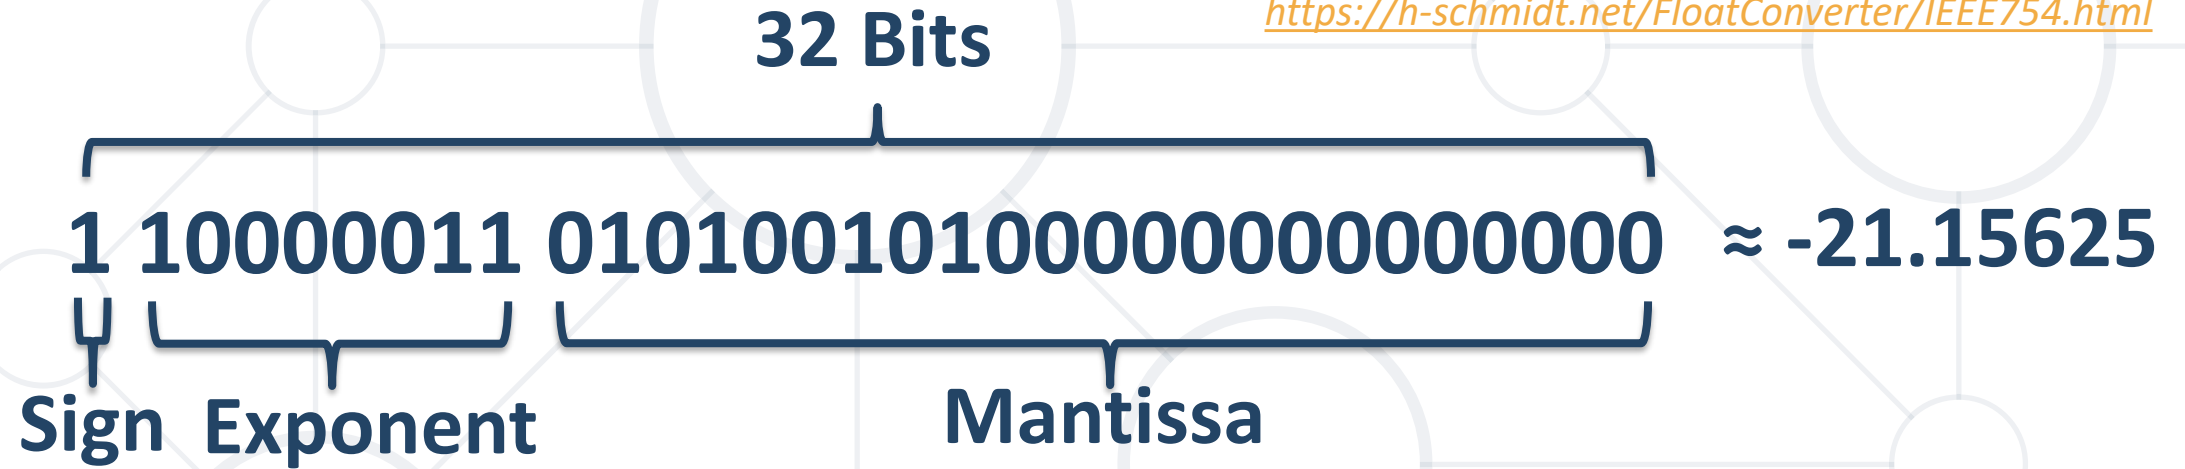 https://h-schmidt.net/FloatConverter/IEEE754.html
32 Bits
1 10000011 01010010100000000000000 ≈ -21.15625
Sign Exponent Mantissa